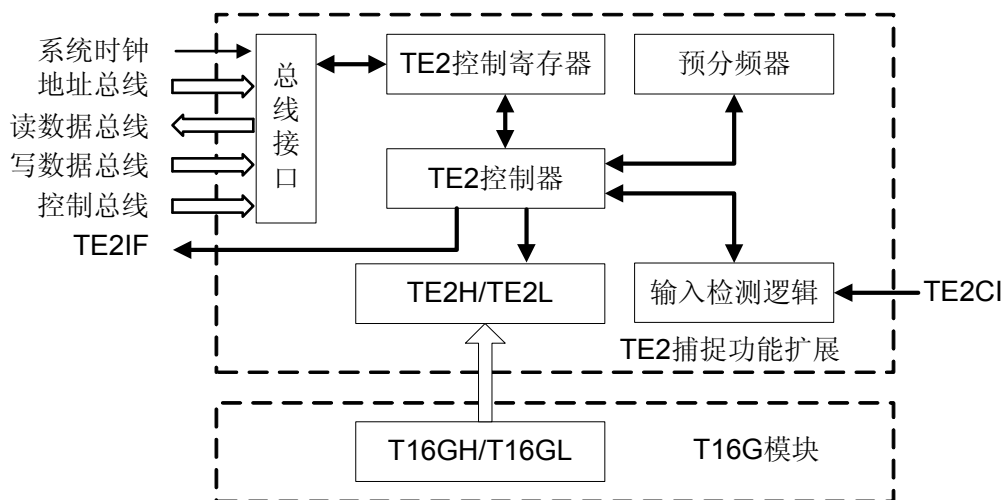 系统时钟
地址总线
读数据总线
写数据总线
控制总线
TE2IF
总线接口
TE2控制寄存器
预分频器
TE2控制器
TE2H/TE2L
输入检测逻辑
TE2CI
TE2捕捉功能扩展
T16GH/T16GL
T16G模块